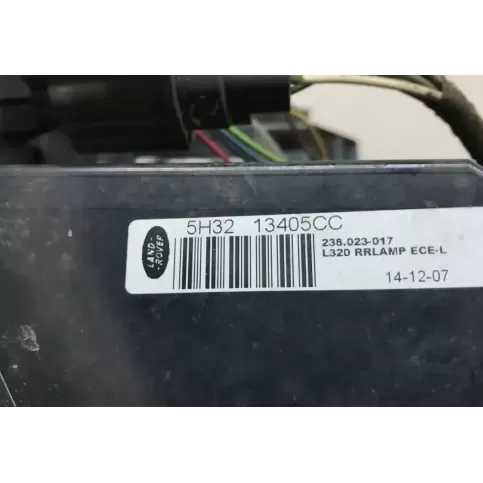 5H32 13405CC
LAND-
ROVER
238.023-017
L320 RRLAMP ECE-L
14-12-07